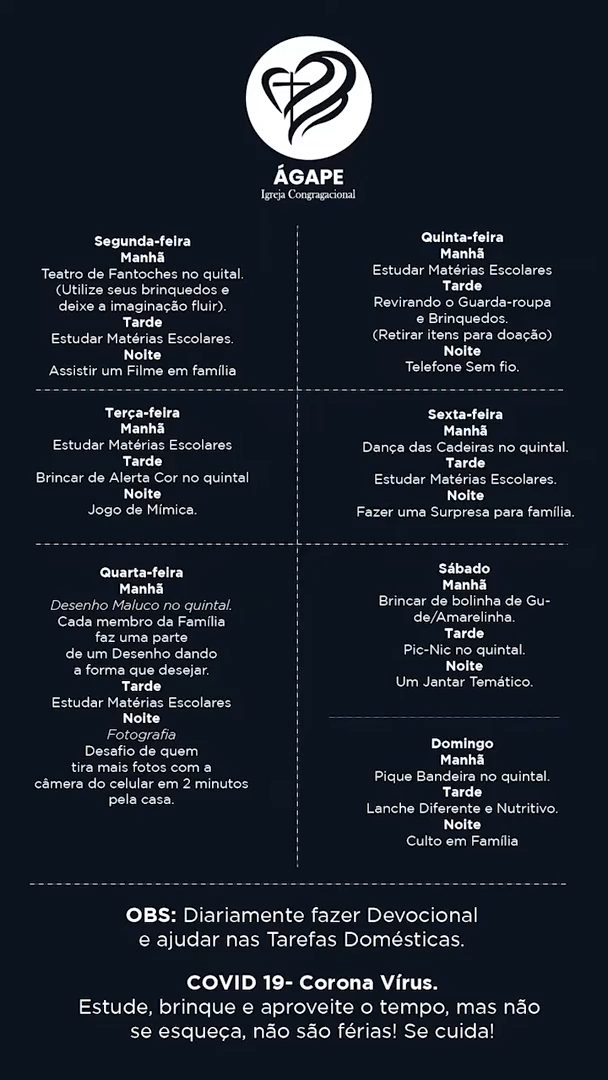 ÁGAPE
Igreja Congragacional
Segunda-feira
Manhã
Teatro de Fantoches no quital.
(Utilize seus brinquedos e
deixe a imaginação fluir).
Tarde
Estudar Matérias Escolares.
Noite
Assistir um Filme em família
Terça-feira
Manhã
Estudar Matérias Escolares
Tarde
Brincar de Alerta Cor no quintal
Noite
Jogo de Mímica.
Quarta-feira
Manhã
Desenho Maluco no quintal.
Cada membro da Família
faz uma parte
de um Desenho dando
a forma que desejar.
Tarde
Estudar Matérias Escolares
Noite
Fotografia
Desafio de quem
tira mais fotos com a
câmera do celular em 2 minutos
pela casa.
Quinta-feira
Manhã
Estudar Matérias Escolares
Tarde
Revirando o Guarda-roupa
e Brinquedos.
(Retirar itens para doação)
Noite
Telefone Sem fio.
Sexta-feira
Manhã
Dança das Cadeiras no quintal.
Tarde
Estudar Matérias Escolares.
Noite
Fazer uma Surpresa para família.
Sábado
Manhã
Brincar de bolinha de Gu-
de/Amarelinha.
Tarde
Pic-Nic no quintal.
Noite
Um Jantar Temático.
Domingo
Manhã
Pique Bandeira no quintal.
Tarde
Lanche Diferente e Nutritivo.
Noite
Culto em Família
OBS: Diariamente fazer Devocional
e ajudar nas Tarefas Domésticas.
COVID 19- Corona Vírus.
Estude, brinque e aproveite o tempo, mas não
se esqueça, não são férias! Se cuida!